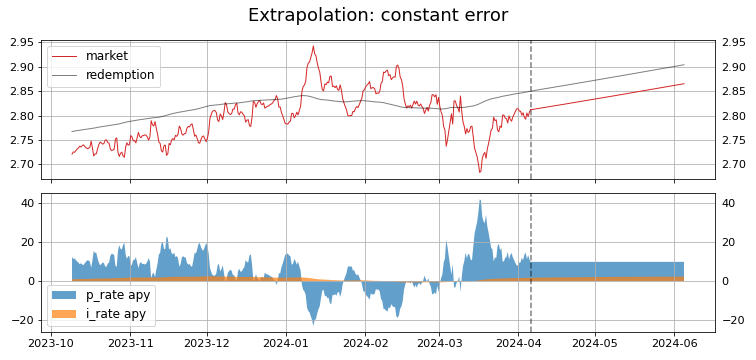 Extrapolation: constant error
2.95 2.95
market
redemption
2.90 2.90
2.85 2.85
2.80 2.80
2.75 2.75
2.70 2.70
40 40
20 20
0 0
p_rate apy
i_rate apy
−20 −20
2023-10 2023-11 2023-12 2024-01 2024-02 2024-03 2024-04 2024-05 2024-06